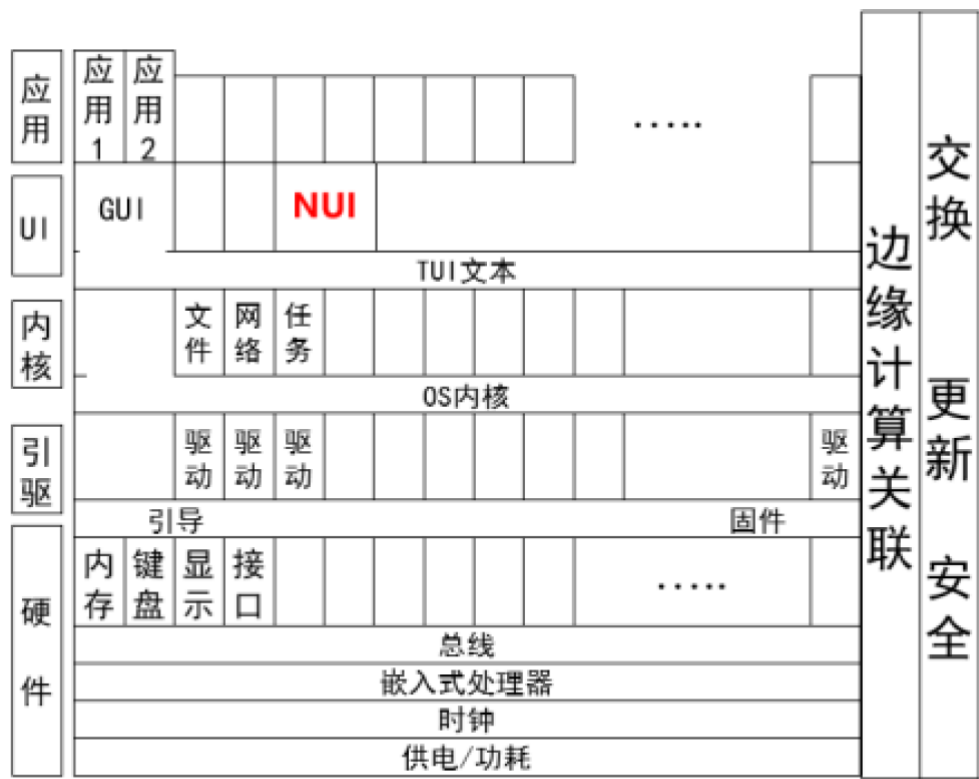 应用
应用1
应用2
.....
UI
GUI
NUI
TUI文本
内核
文件
网络
任务
OS内核
引驱
驱动
驱动
驱动
驱动
引导
固件
硬件
内存
键盘
显示
接口
.....
总线
嵌入式处理器
时钟
供电/功耗
边缘计算关联
交换 更新 安全